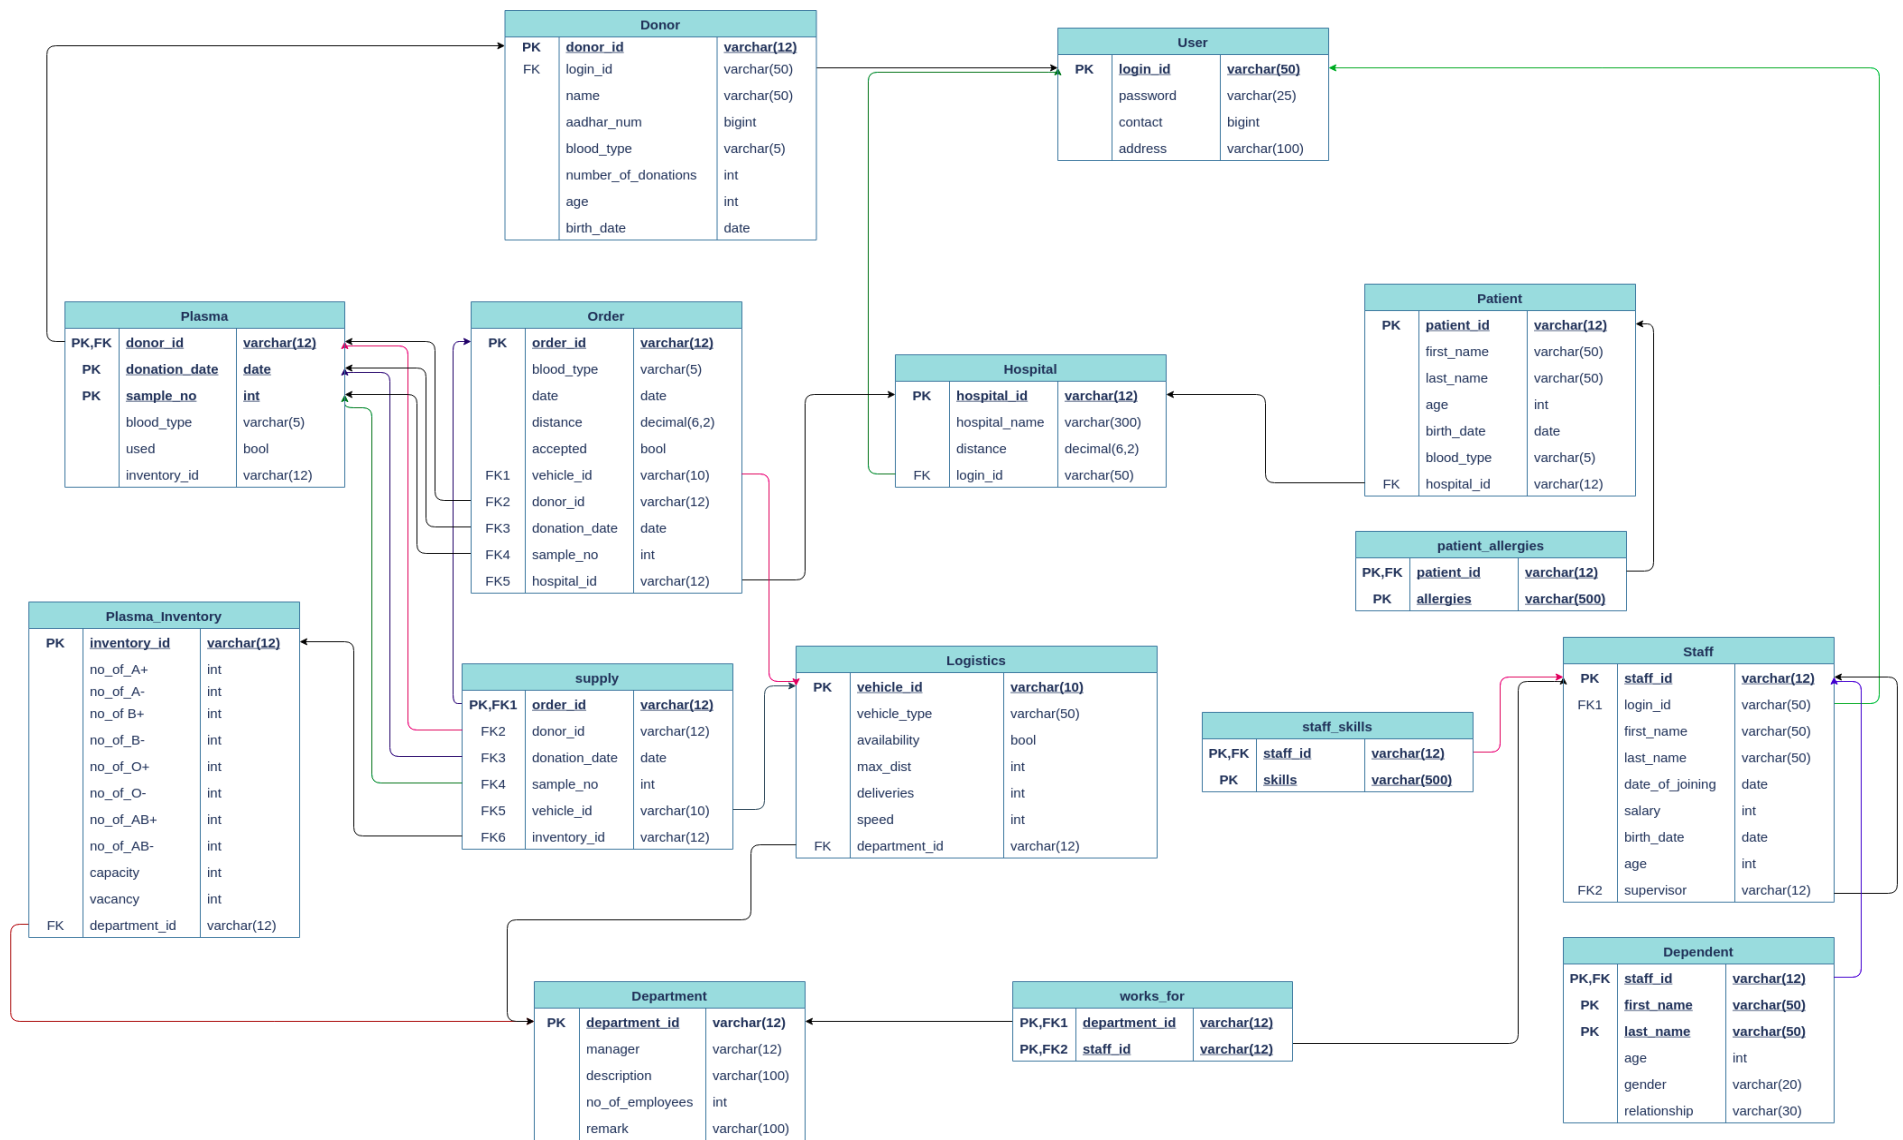 Donor
PK donor_id varchar(12)
FK login_id varchar(50)
name varchar(50)
aadhar_num bigint
blood_type varchar(5)
number_of_donations int
age int
birth_date date
User
PK login_id varchar(50)
password varchar(25)
contact bigint
address varchar(100)
Plasma
PK,FK donor_id varchar(12)
PK donation_date date
PK sample_no int
blood_type varchar(5)
used bool
inventory_id varchar(12)
Order
PK order_id varchar(12)
blood_type varchar(5)
date date
distance decimal(6,2)
accepted bool
FK1 vehicle_id varchar(10)
FK2 donor_id varchar(12)
FK3 donation_date date
FK4 sample_no int
FK5 hospital_id varchar(12)
Hospital
PK hospital_id varchar(12)
hospital_name varchar(300)
distance decimal(6,2)
FK login_id varchar(50)
Patient
PK patient_id varchar(12)
first_name varchar(50)
last_name varchar(50)
age int
birth_date date
blood_type varchar(5)
FK hospital_id varchar(12)
patient_allergies
PK,FK patient_id varchar(12)
PK allergies varchar(500)
Plasma_Inventory
PK inventory_id varchar(12)
no_of_A+ int
no_of_A- int
no_of B+ int
no_of_B- int
no_of_O+ int
no_of_O- int
no_of_AB+ int
no_of_AB- int
capacity int
vacancy int
FK department_id varchar(12)
supply
PK,FK1 order_id varchar(12)
FK2 donor_id varchar(12)
FK3 donation_date date
FK4 sample_no int
FK5 vehicle_id varchar(10)
FK6 inventory_id varchar(12)
Logistics
PK vehicle_id varchar(10)
vehicle_type varchar(50)
availability bool
max_dist int
deliveries int
speed int
FK department_id varchar(12)
staff_skills
PK,FK staff_id varchar(12)
PK skills varchar(500)
Staff
PK staff_id varchar(12)
FK1 login_id varchar(50)
first_name varchar(50)
last_name varchar(50)
date_of_joining date
salary int
birth_date date
age int
FK2 supervisor varchar(12)
Department
PK department_id varchar(12)
manager varchar(12)
description varchar(100)
no_of_employees int
remark varchar(100)
works_for
PK,FK1 department_id varchar(12)
PK,FK2 staff_id varchar(12)
Dependent
PK,FK staff_id varchar(12)
PK first_name varchar(50)
PK last_name varchar(50)
age int
gender varchar(20)
relationship varchar(30)